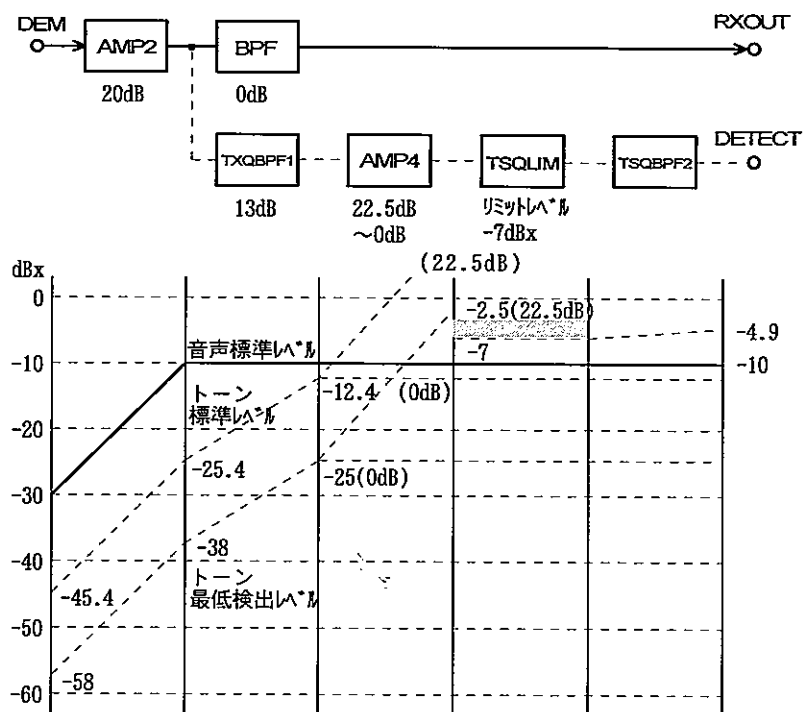 DEM
RXOUT
AMP2
BPF
20dB
0dB
DETECT
TXQBPF1
AMP4
TSQLIM
TSQBPF2
13dB
22.5dB
～0dB
リミットレベル
-7dBx
dBx
(22.5dB)
0
-2.5(22.5dB)
-4.9
音声標準レベル
-7
-10
-10
トーン
標準レベル
-12.4
(0dB)
-20
-25.4
-25(0dB)
-30
-38
-40
トーン
最低検出レベル
-45.4
-50
-58
-60